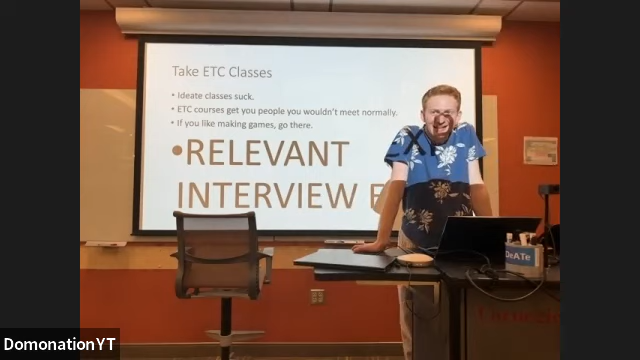 Take ETC Classes
• Ideate classes suck.
• ETC courses get you people you wouldn't meet normally.
• If you like making games, go there.
•RELEVANT
INTERVIEW
DeATe
DomonationYT